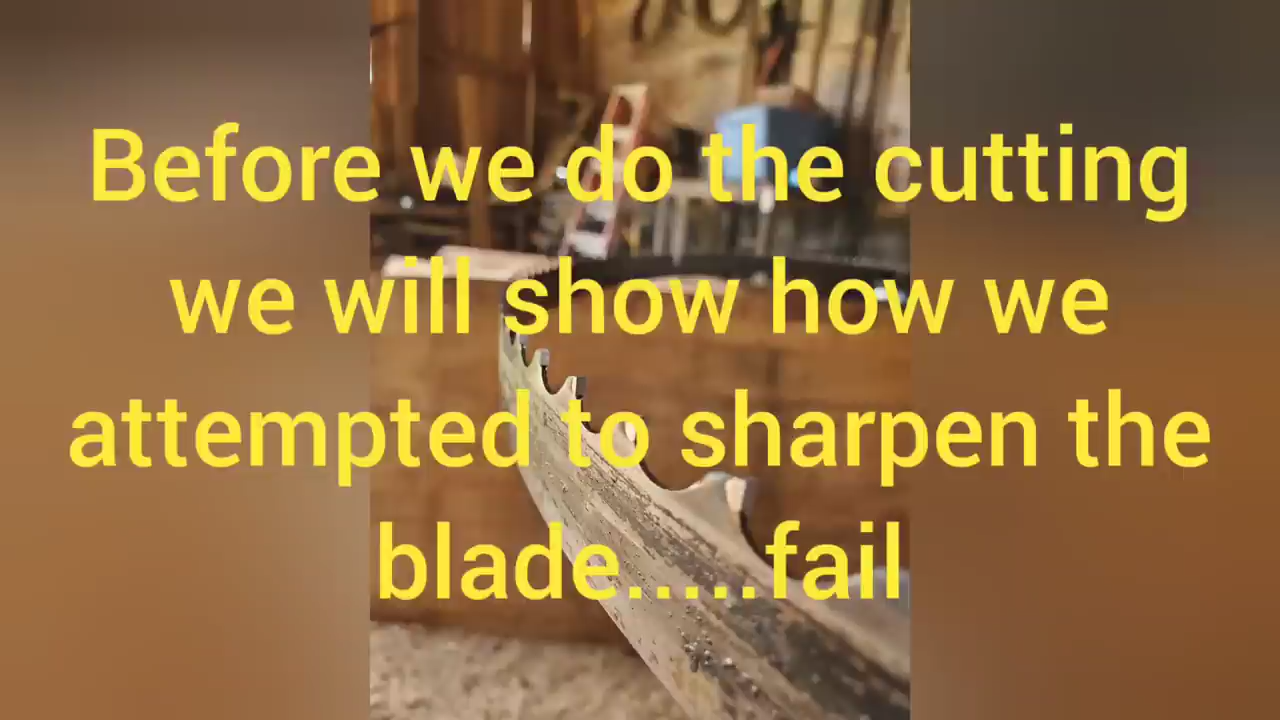 Before we do the cutting
we will show how we
attempted to sharpen the
blade.....fail